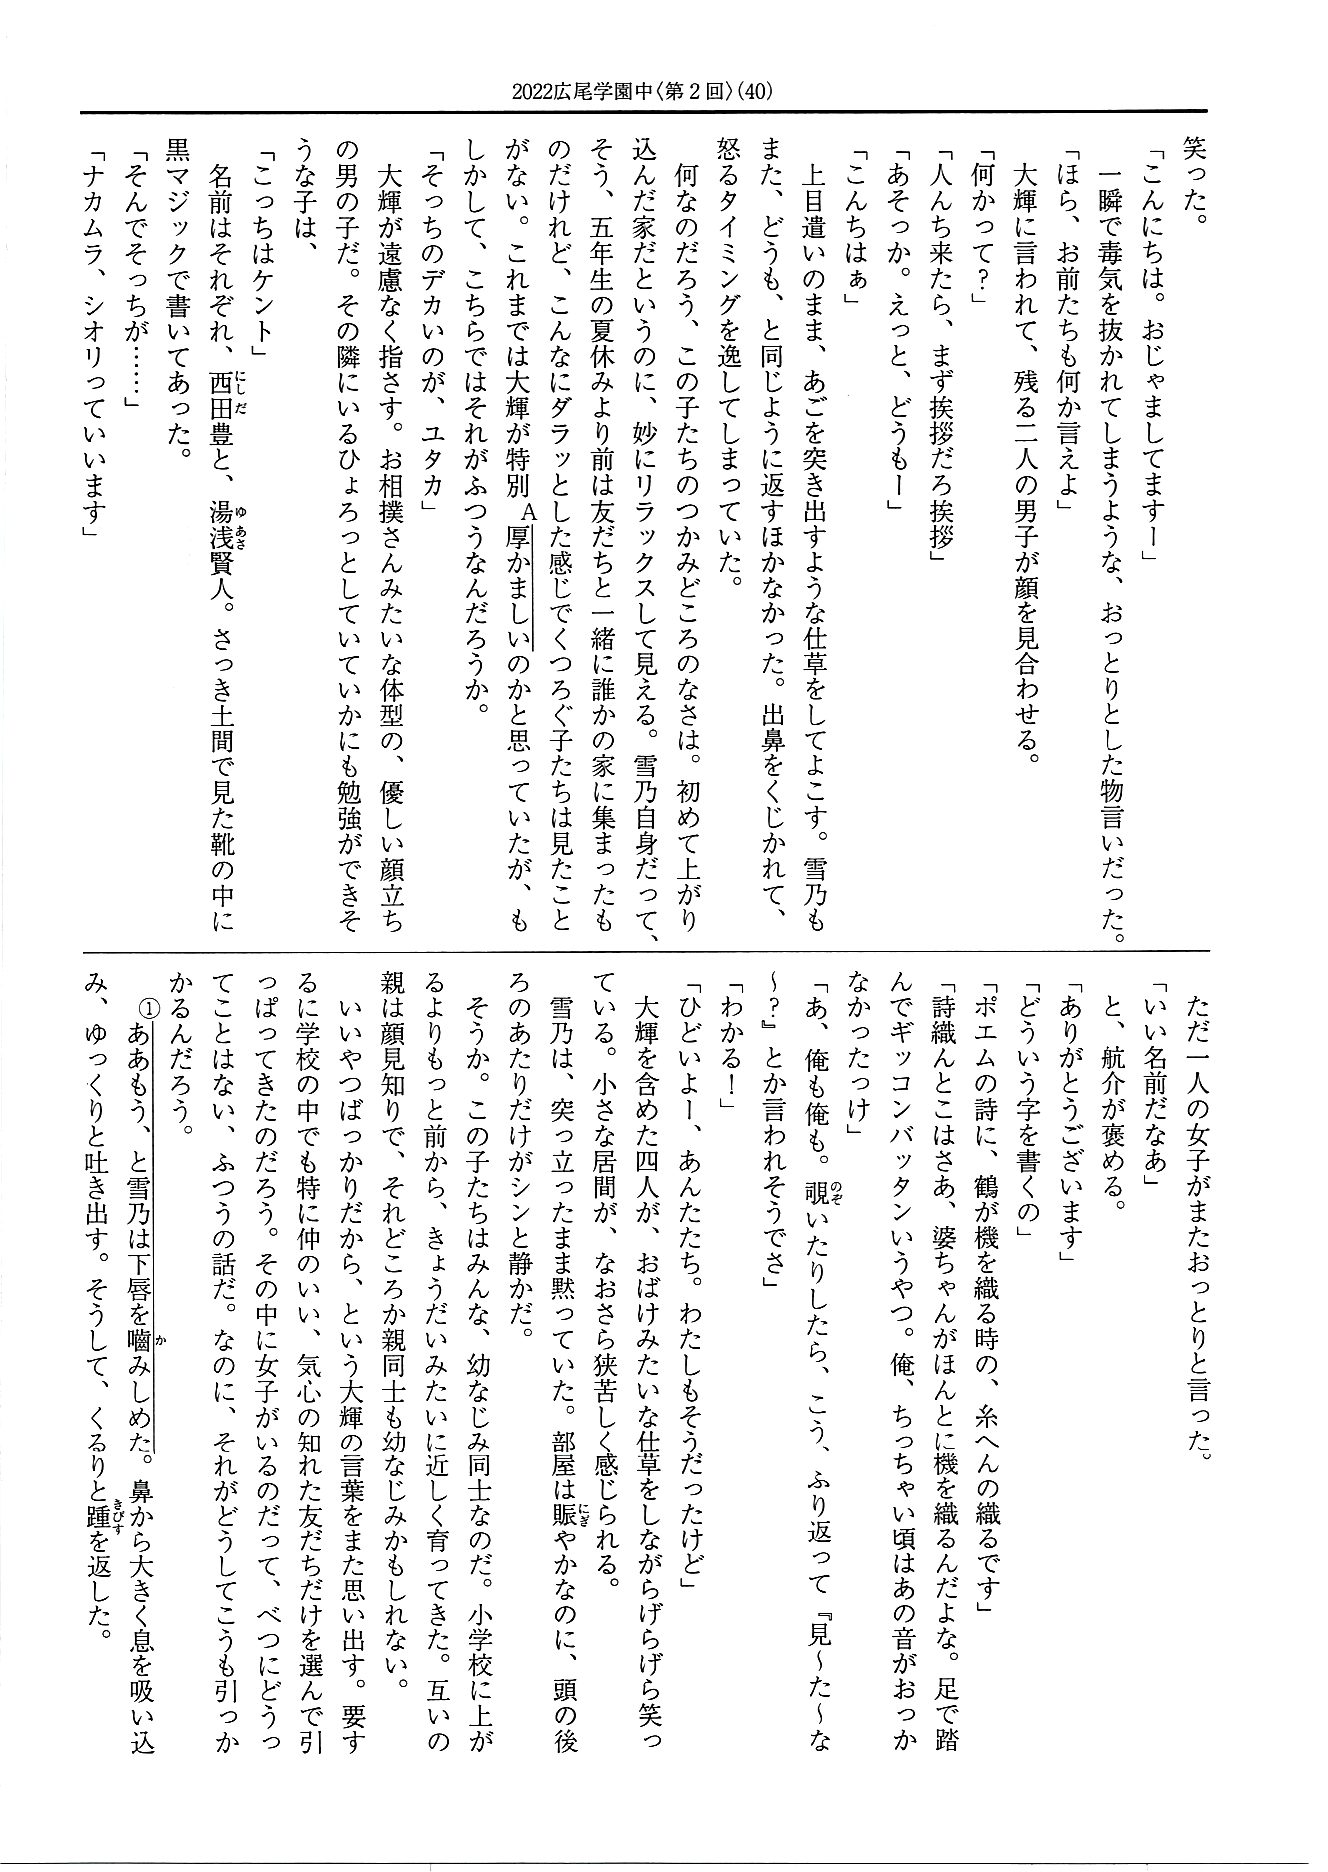 2022広尾学園中〈第2回〉(40)
笑った。
「こんにちは。おじゃましてますー」
一瞬で毒気を抜かれてしまうような、おっとりとした物言いだった。
「ほら、お前たちも何か言えよ」
大輝に言われて、残る二人の男子が顔を見合わせる。
「何かって?」
「人んち来たら、まず挨拶だろ挨拶」
「あそっか。えっと、どうもー」
「こんちはぁ」
上目遣いのまま、あごを突き出すような仕草をしてよこす。雪乃も
また、どうも、と同じように返すほかなかった。出鼻をくじかれて、
怒るタイミングを逸してしまっていた。
何なのだろう、この子たちのつかみどころのなさは。初めて上がり
込んだ家だというのに、妙にリラックスして見える。雪乃自身だって、
そう、五年生の夏休みより前は友だちと一緒に誰かの家に集まったも
のだけれど、こんなにダラッとした感じでくつろぐ子たちは見たこと
がない。これまでは大輝が特別A厚かましいのかと思っていたが、も
しかして、こちらではそれがふつうなんだろうか。
「そっちのデカいのが、ユタカ」
大輝が遠慮なく指さす。お相撲さんみたいな体型の、優しい顔立ち
の男の子だ。その隣にいるひょろっとしていていかにも勉強ができそ
うな子は、
「こっちはケント」
名前はそれぞれ、西田豊と、湯浅賢人。さっき土間で見た靴の中に
にしだ
ゆあさ
黒マジックで書いてあった。
「そんでそっちが……」
「ナカムラ、シオリっていいます」
ただ一人の女子がまたおっとりと言った。
「いい名前だなあ」
と、航介が褒める。
「ありがとうございます」
「どういう字を書くの」
「ポエムの詩に、鶴が機を織る時の、糸へんの織るです」
「詩織んとこはさあ、婆ちゃんがほんとに機を織るんだよな。足で踏
んでギッコンバッタンいうやつ。俺、ちっちゃい頃はあの音がおっか
なかったっけ」
「あ、俺も俺も。覗いたりしたら、こう、ふり返って『見〜た〜な
のぞ
〜?』とか言われそうでさ」
「わかる!」
「ひどいよー、あんたたち。わたしもそうだったけど」
大輝を含めた四人が、おばけみたいな仕草をしながらげらげら笑っ
ている。小さな居間が、なおさら狭苦しく感じられる。
雪乃は、突っ立ったまま黙っていた。部屋は賑やかなのに、頭の後
にぎ
ろのあたりだけがシンと静かだ。
そうか。この子たちはみんな、幼なじみ同士なのだ。小学校に上が
るよりもっと前から、きょうだいみたいに近しく育ってきた。互いの
親は顔見知りで、それどころか親同士も幼なじみかもしれない。
いいやつばっかりだから、という大輝の言葉をまた思い出す。要す
るに学校の中でも特に仲のいい、気心の知れた友だちだけを選んで引
っぱってきたのだろう。その中に女子がいるのだって、べつにどうっ
てことはない、ふつうの話だ。なのに、それがどうしてこうも引っか
かるんだろう。
①ああもう、と雪乃は下唇を嚙みしめた。鼻から大きく息を吸い込
か
み、ゆっくりと吐き出す。そうして、くるりと踵を返した。
きびす